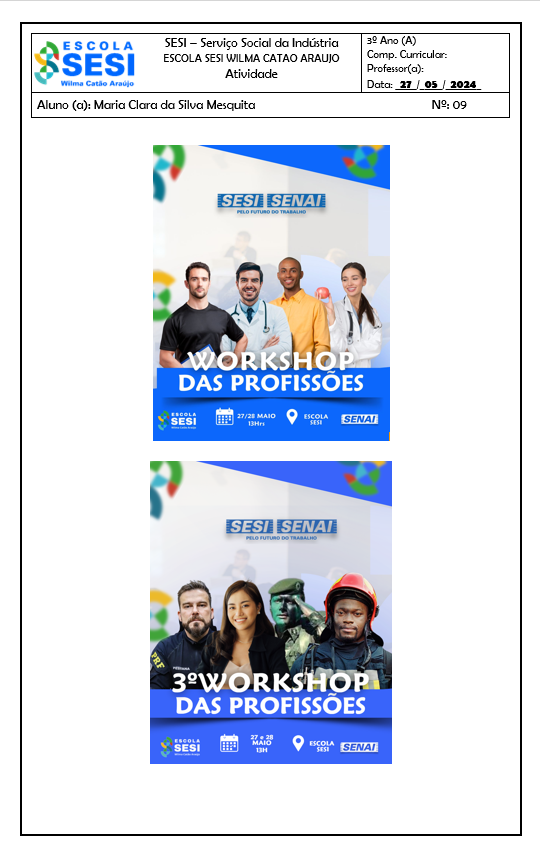 ESCOLA
SESI
Wilma Catão Araújo
SESI – Serviço Social da Indústria
ESCOLA SESI WILMA CATAO ARAUJO
Atividade
3º Ano (A)
Comp. Curricular:
Professor(a):
Data: 27 / 05 / 2024
Aluno (a): Maria Clara da Silva Mesquita Nº: 09
SESI SENAI
PELO FUTURO DO TRABALHO
WORKSHOP
DAS PROFISSÕES
ESCOLA
SESI
Wilma Catão Araújo
27/28 MAIO
13Hrs
ESCOLA
SESI
SENAI
SESI SENAI
PELO FUTURO DO TRABALHO
PRF
3ºWORKSHOP
DAS PROFISSÕES
ESCOLA
SESI
Wilma Catão Araújo
27 e 28
MAIO
13H
ESCOLA
SESI
SENAI